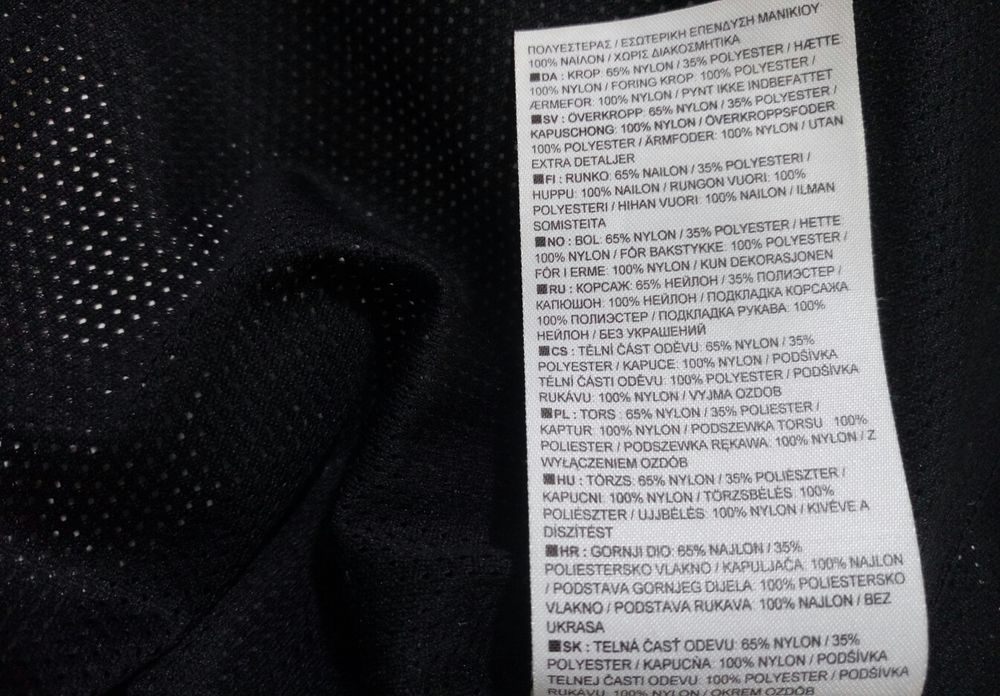 ΠΟΛΥΕΣΤΕΡΑΣ / ΕΣΩΤΕΡΙΚΗ ΕΠΕΝΔΥΣΗ ΜΑΝΙΚΙΟΥ
100% ΝΑΪΛΟΝ / ΧΩΡΙΣ ΔΙΑΚΟΣΜΗΤΙΚΑ
DA : KROP: 65% NYLON / 35% POLYESTER / HÆTTE
100% NYLON / FORING KROP: 100% POLYESTER /
ÆRMEFOR: 100% NYLON / PYNT IKKE INDBEFATTET
SV : ÖVERKROPP: 65% NYLON / 35% POLYESTER /
KAPUSCHONG: 100% NYLON / ÖVERKROPPSFODER:
100% POLYESTER / ÄRMFODER: 100% NYLON / UTAN
EXTRA DETALJER
FI : RUNKO: 65% NAILON / 35% POLYESTERI /
HUPPU: 100% NAILON / RUNGON VUORI: 100%
POLYESTERI / HIHAN VUORI: 100% NAILON / ILMAN
SOMISTEITA
NO : BOL: 65% NYLON / 35% POLYESTER / HETTE:
100% NYLON / FÔR BAKSTYKKE: 100% POLYESTER /
FÔR I ERME: 100% NYLON / KUN DEKORASJONEN
RU : КОРСАЖ: 65% НЕЙЛОН / 35% ПОЛИЭСТЕР /
КАПЮШОН: 100% НЕЙЛОН / ПОДКЛАДКА КОРСАЖА:
100% ПОЛИЭСТЕР / ПОДКЛАДКА РУКАВА: 100%
НЕЙЛОН / БЕЗ УКРАШЕНИЙ
CS : TĚLNÍ ČÁST ODĚVU: 65% NYLON / 35%
POLYESTER / KAPUCE: 100% NYLON / PODŠÍVKA
TĚLNÍ ČÁSTI ODĚVU: 100% POLYESTER / PODŠÍVKA
RUKÁVU: 100% NYLON / VYJMA OZDOB
PL : TORS : 65% NYLON / 35% POLIESTER /
KAPTUR: 100% NYLON / PODSZEWKA TORSU : 100%
POLIESTER / PODSZEWKA RĘKAWA: 100% NYLON / Z
WYŁĄCZENIEM OZDÓB
HU : TÖRZS: 65% NYLON / 35% POLIÉSZTER /
KAPUCNI: 100% NYLON / TÖRZSBÉLÉS: 100%
POLIÉSZTER / UJJBÉLÉS: 100% NYLON / KIVÉVE A
DÍSZÍTÉST
HR : GORNJI DIO: 65% NAJLON / 35%
POLIESTERSKO VLAKNO / KAPULJAČA: 100% NAJLON
/ PODSTAVA GORNJEG DIJELA: 100% POLIESTERSKO
VLAKNO / PODSTAVA RUKAVA: 100% NAJLON / BEZ
UKRASA
SK : TELNÁ ČASŤ ODEVU: 65% NYLON / 35%
POLYESTER / KAPUCŇA: 100% NYLON / PODŠÍVKA
TELNEJ ČASTI ODEVU: 100% POLYESTER / PODŠÍVKA
RUKÁVU: 100% NYLON / OKREM OZDÔB